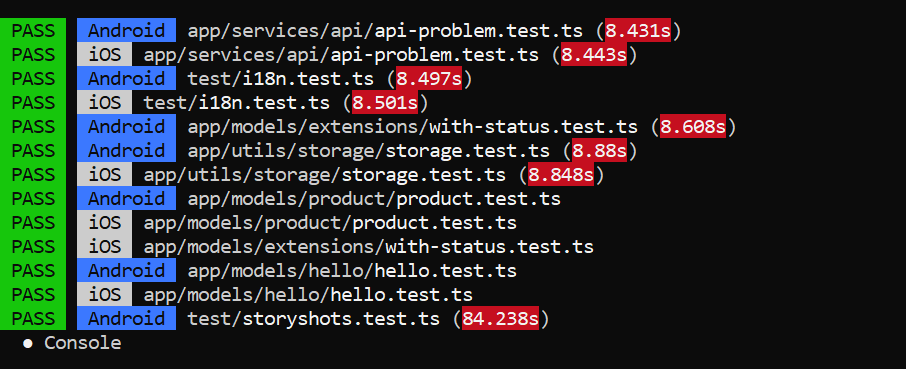 PASS Android app/services/api/api-problem.test.ts (8.431s)
PASS iOS app/services/api/api-problem.test.ts (8.443s)
PASS Android test/i18n.test.ts (8.497s)
PASS iOS test/i18n.test.ts (8.501s)
PASS Android app/models/extensions/with-status.test.ts (8.608s)
PASS Android app/utils/storage/storage.test.ts (8.88s)
PASS iOS app/utils/storage/storage.test.ts (8.848s)
PASS Android app/models/product/product.test.ts
PASS iOS app/models/product/product.test.ts
PASS iOS app/models/extensions/with-status.test.ts
PASS Android app/models/hello/hello.test.ts
PASS iOS app/models/hello/hello.test.ts
PASS Android test/storyshots.test.ts (84.238s)
● Console